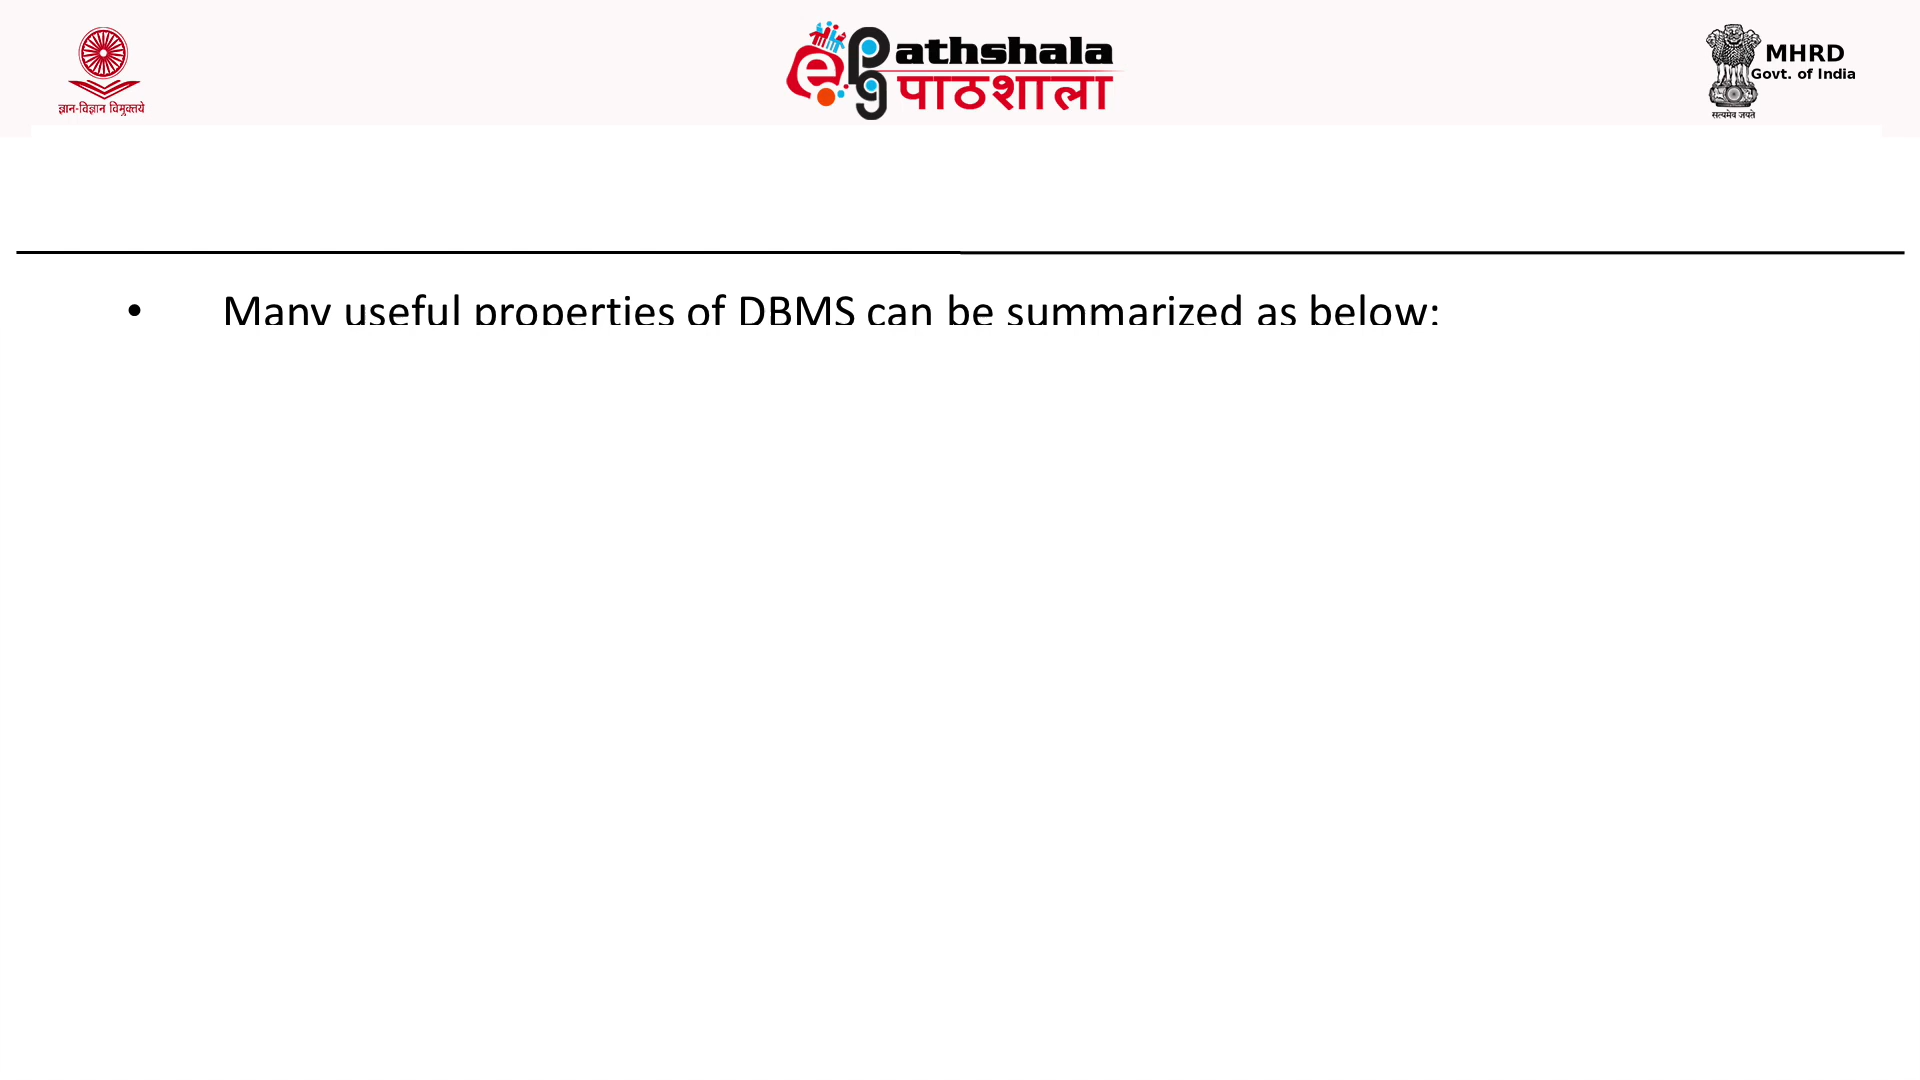 ज्ञान-विज्ञान विमुक्तये
e pg athshala
पाठशाला
MHRD
Govt. of India
सत्यमेव जयते
• Many useful properties of DBMS can be summarized as below: